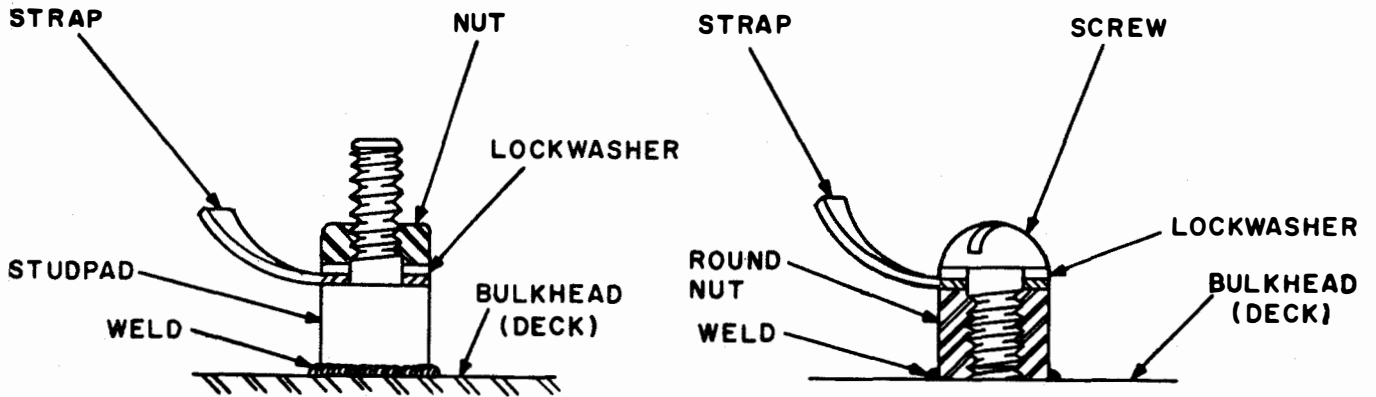 STRAP
NUT
LOCKWASHER
STUDPAD
WELD
BULKHEAD
(DECK)
STRAP
SCREW
LOCKWASHER
ROUND
NUT
WELD
BULKHEAD
(DECK)